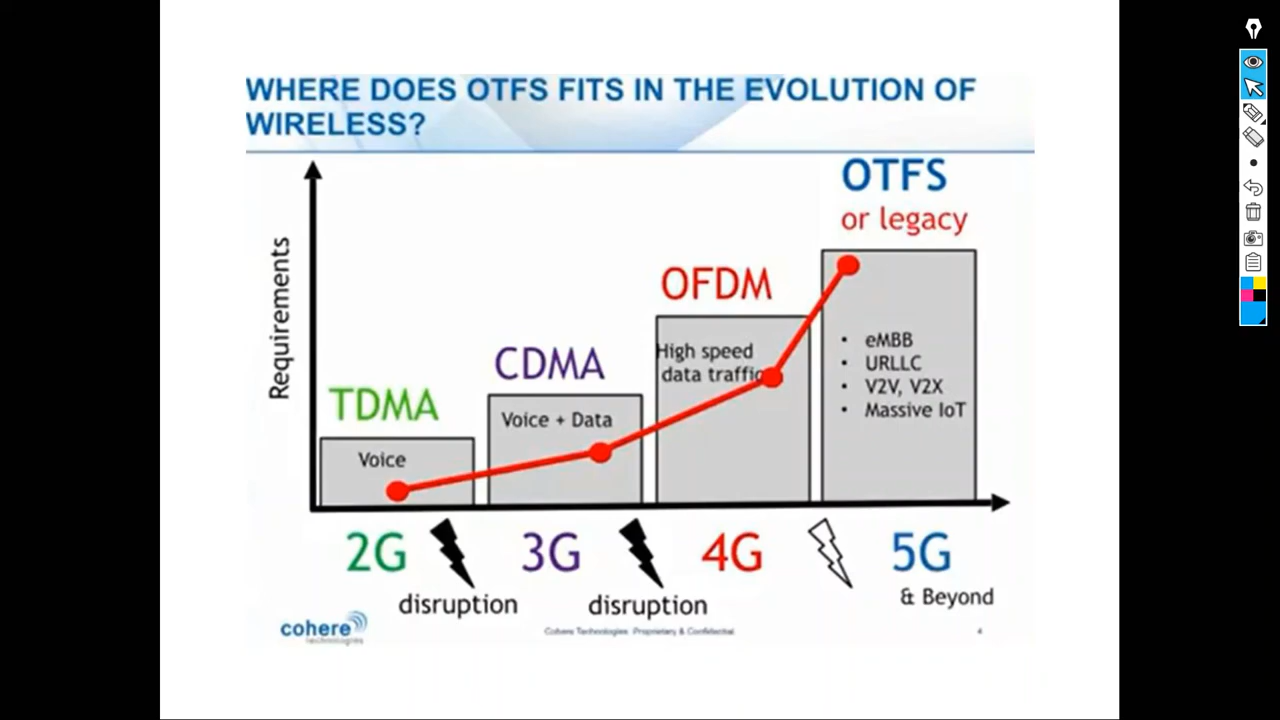 WHERE DOES OTFS FITS IN THE EVOLUTION OF
WIRELESS?
Requirements
TDMA
Voice
CDMA
Voice + Data
OFDM
High speed
data traffic
OTFS
or legacy
• eMBB
• URLLC
• V2V, V2X
• Massive IoT
2G
3G
4G
5G
disruption
disruption
& Beyond
cohere
technologies
Cohere Technologies Proprietary & Confidential
4